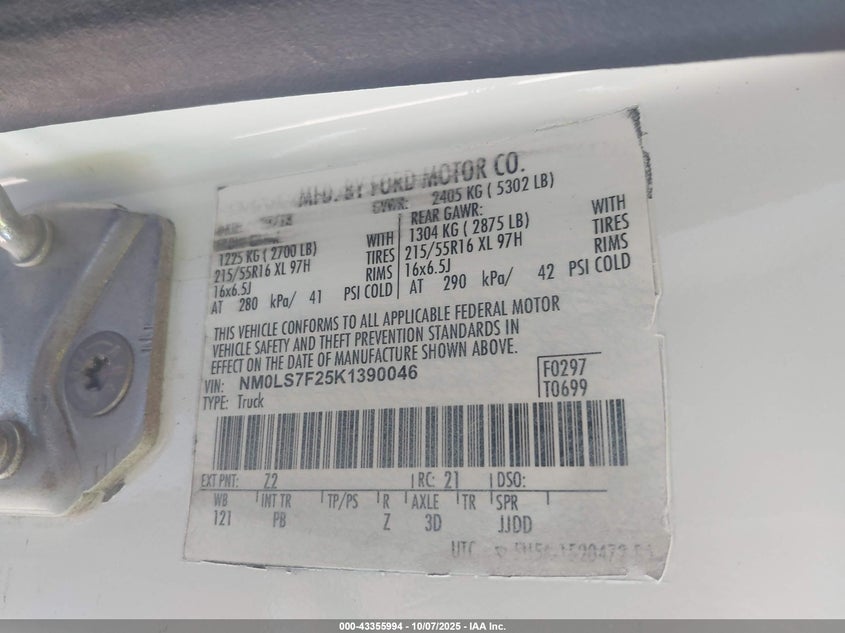 MFD. BY FORD MOTOR CO.
GVWR: 2405 KG ( 5302 LB)
1225 KG ( 2700 LB) WITH
215/55R16 XL 97H TIRES
16x6.5J RIMS
AT 280 kPa/ 41 PSI COLD
REAR GAWR:
1304 KG ( 2875 LB) WITH
215/55R16 XL 97H TIRES
16x6.5J RIMS
AT 290 kPa/ 42 PSI COLD
THIS VEHICLE CONFORMS TO ALL APPLICABLE FEDERAL MOTOR
VEHICLE SAFETY AND THEFT PREVENTION STANDARDS IN
EFFECT ON THE DATE OF MANUFACTURE SHOWN ABOVE.
VIN: NM0LS7F25K1390046
TYPE: Truck
F0297
T0699
EXT PNT: Z2 RC: 21 DSO:
WB INT TR TP/PS R AXLE TR SPR
121 PB Z 3D JJDD
UTC
000-43355994 - 10/07/2025 - IAA Inc.